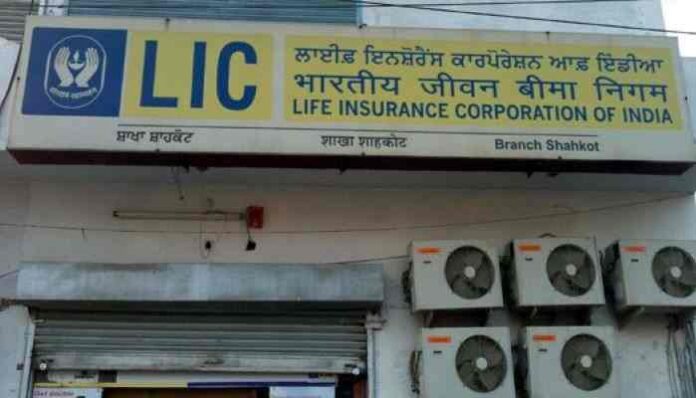 LIC
ਲਾਈਫ਼ ਇਨਸ਼ੋਰੈਂਸ ਕਾਰਪੋਰੇਸ਼ਨ ਆਫ਼ ਇੰਡੀਆ
भारतीय जीवन बीमा निगम
LIFE INSURANCE CORPORATION OF INDIA
ਸ਼ਾਖਾ ਸ਼ਾਹਕੋਟ
शाखा शाहकोट
Branch Shahkot